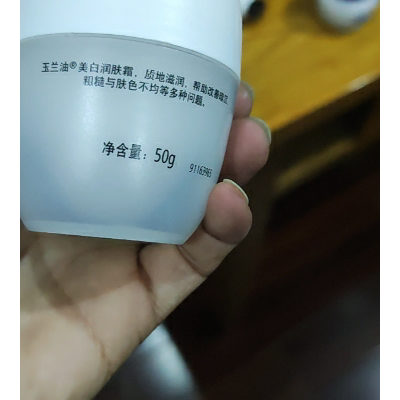 玉兰油®美白润肤霜，质地滋润，帮助改善暗沉、
粗糙与肤色不均等多种问题。
净含量：50g
91163983